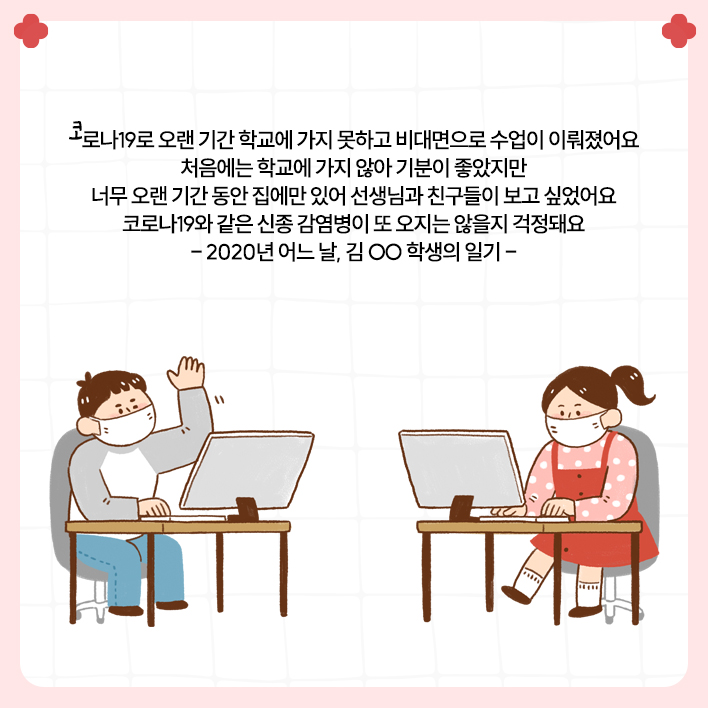 코로나19로 오랜 기간 학교에 가지 못하고 비대면으로 수업이 이뤄졌어요
처음에는 학교에 가지 않아 기분이 좋았지만
너무 오랜 기간 동안 집에만 있어 선생님과 친구들이 보고 싶었어요
코로나19와 같은 신종 감염병이 또 오지는 않을지 걱정돼요
– 2020년 어느 날, 김 OO 학생의 일기 –